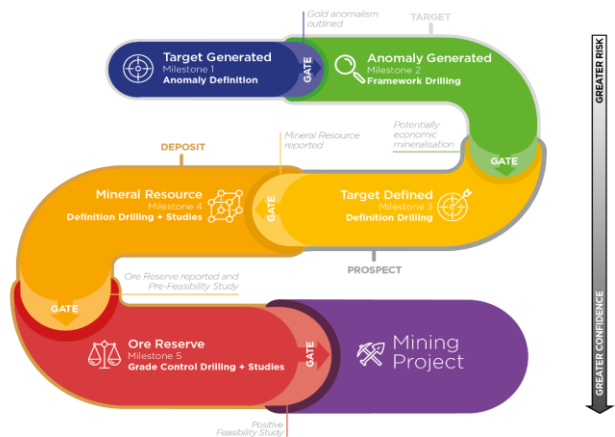 Gold anomalism
outlined
TARGET
Target Generated
Milestone 1
Anomaly Definition
GATE
Anomaly Generated
Milestone 2
Framework Drilling
GREATER RISK
Potentially
economic
mineralisation
GATE
DEPOSIT
Mineral Resource
reported
Mineral Resource
Milestone 4
Definition Drilling + Studies
GATE
Target Defined
Milestone 3
Definition Drilling
PROSPECT
Ore Reserve reported and
Pre-Feasibility Study
GATE
Ore Reserve
Milestone 5
Grade Control Drilling + Studies
GATE
Mining
Project
Positive
Feasibility Study
GREATER CONFIDENCE